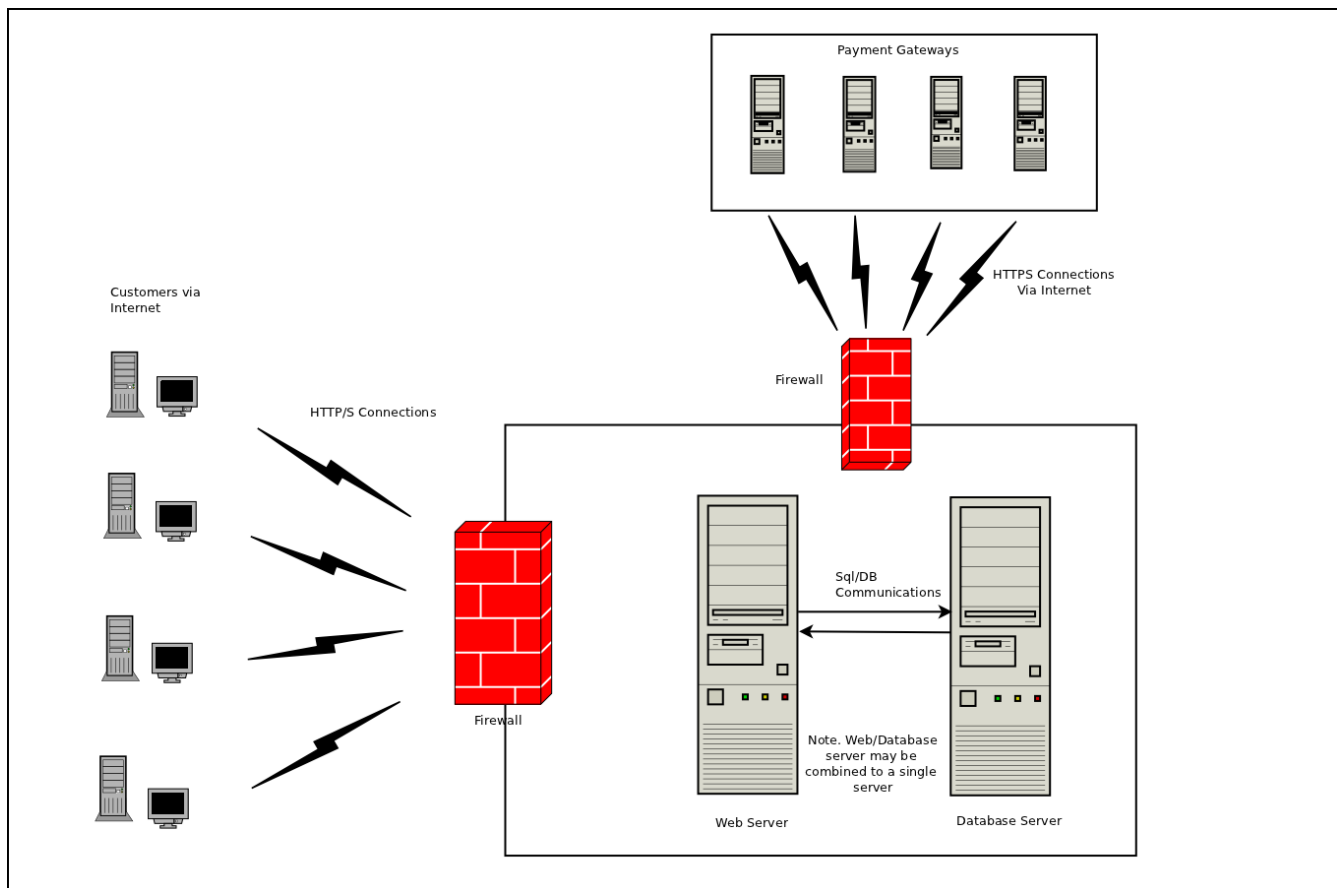 Payment Gateways
HTTPS Connections
Via Internet
Customers via
Internet
Firewall
HTTP/S Connections
Sql/DB
Communications
Firewall
Note. Web/Database
server may be
combined to a single
server
Web Server
Database Server